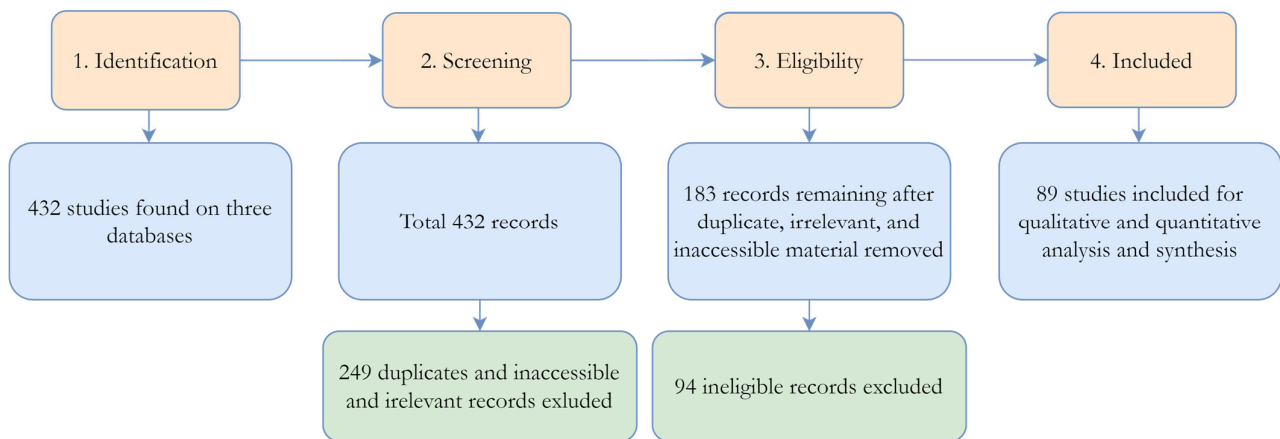 1. Identification
2. Screening
3. Eligibility
4. Included
432 studies found on three
databases
Total 432 records
183 records remaining after
duplicate, irrelevant, and
inaccessible material removed
89 studies included for
qualitative and quantitative
analysis and synthesis
249 duplicates and inaccessible
and irelevant records exluded
94 ineligible records excluded